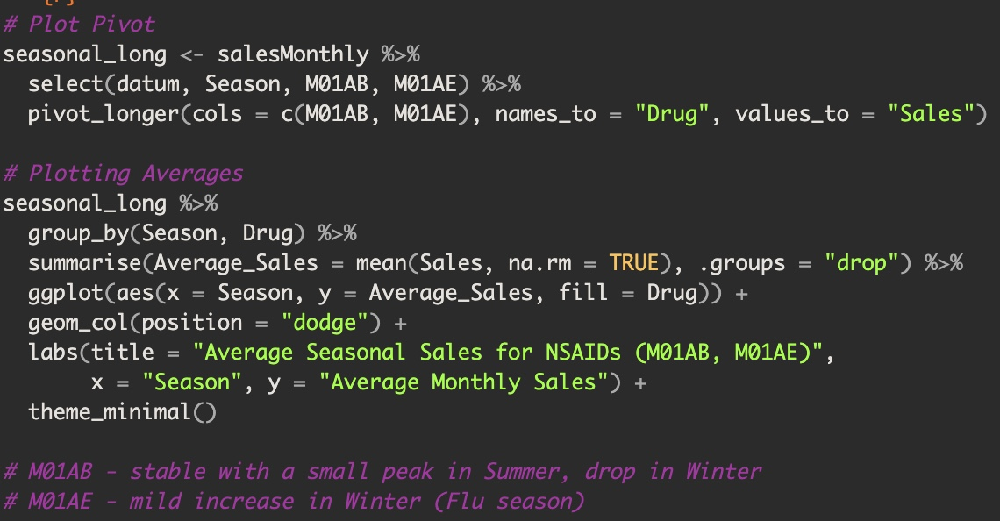 # Plot Pivot
seasonal_long <- salesMonthly %>%
  select(datum, Season, M01AB, M01AE) %>%
  pivot_longer(cols = c(M01AB, M01AE), names_to = "Drug", values_to = "Sales")

# Plotting Averages
seasonal_long %>%
  group_by(Season, Drug) %>%
  summarise(Average_Sales = mean(Sales, na.rm = TRUE), .groups = "drop") %>%
  ggplot(aes(x = Season, y = Average_Sales, fill = Drug)) +
  geom_col(position = "dodge") +
  labs(title = "Average Seasonal Sales for NSAIDs (M01AB, M01AE)",
       x = "Season", y = "Average Monthly Sales") +
  theme_minimal()

# M01AB - stable with a small peak in Summer, drop in Winter
# M01AE - mild increase in Winter (Flu season)